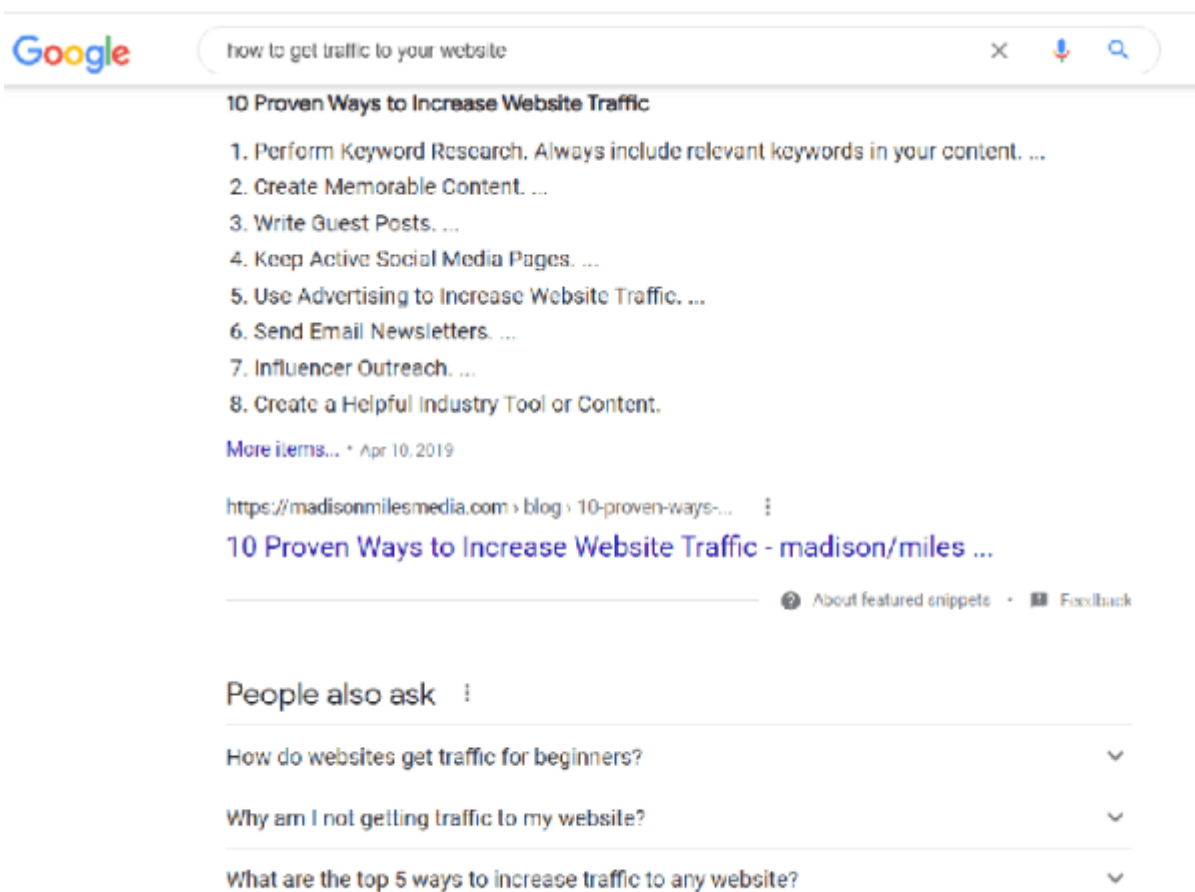 Google
how to get traffic to your website
10 Proven Ways to Increase Website Traffic
1. Perform Keyword Research. Always include relevant keywords in your content. ...
2. Create Memorable Content. ...
3. Write Guest Posts. ...
4. Keep Active Social Media Pages. ...
5. Use Advertising to Increase Website Traffic. ...
6. Send Email Newsletters. ...
7. Influencer Outreach. ...
8. Create a Helpful Industry Tool or Content.
More items... • Apr 10, 2019
https://madisonmilesmedia.com › blog › 10-proven-ways-...
10 Proven Ways to Increase Website Traffic - madison/miles ...
About featured snippets • Feedback
People also ask
How do websites get traffic for beginners?
Why am I not getting traffic to my website?
What are the top 5 ways to increase traffic to any website?